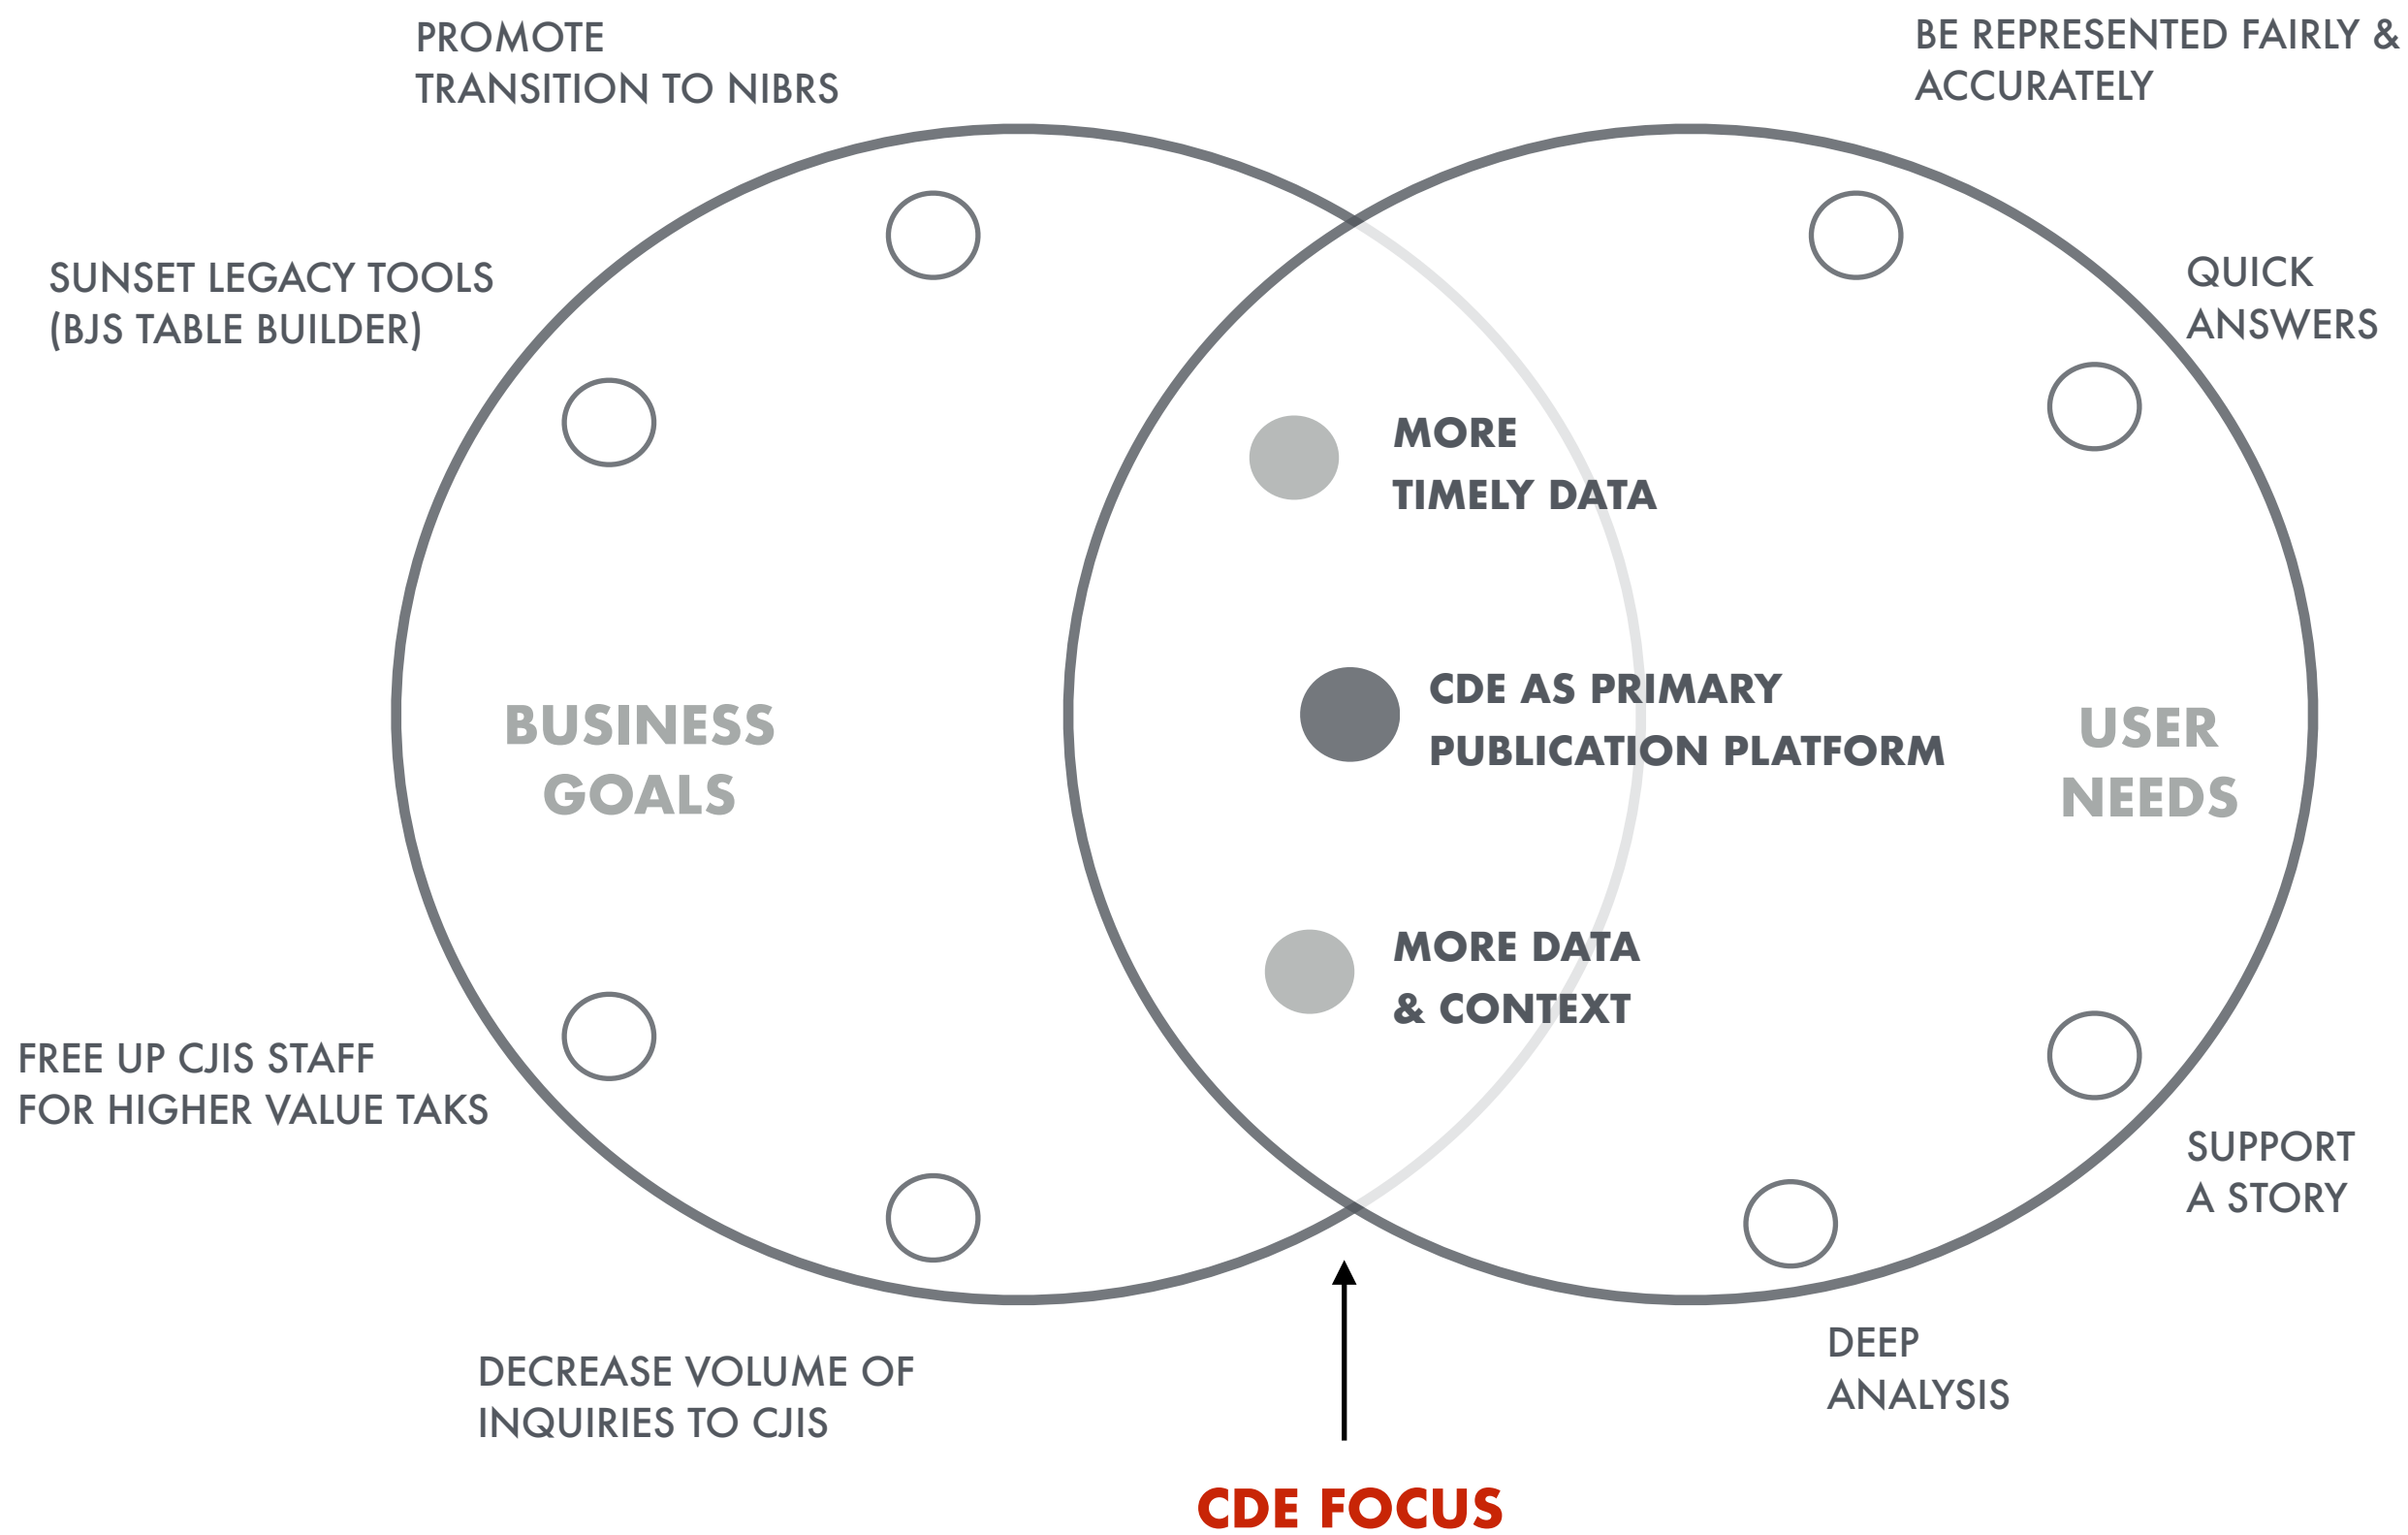 PROMOTE
TRANSITION TO NIBRS
BE REPRESENTED FAIRLY &
ACCURATELY
SUNSET LEGACY TOOLS
(BJS TABLE BUILDER)
QUICK
ANSWERS
MORE
TIMELY DATA
BUSINESS
GOALS
CDE AS PRIMARY
PUBLICATION PLATFORM
USER
NEEDS
MORE DATA
& CONTEXT
FREE UP CJIS STAFF
FOR HIGHER VALUE TAKS
SUPPORT
A STORY
DECREASE VOLUME OF
INQUIRIES TO CJIS
DEEP
ANALYSIS
CDE FOCUS